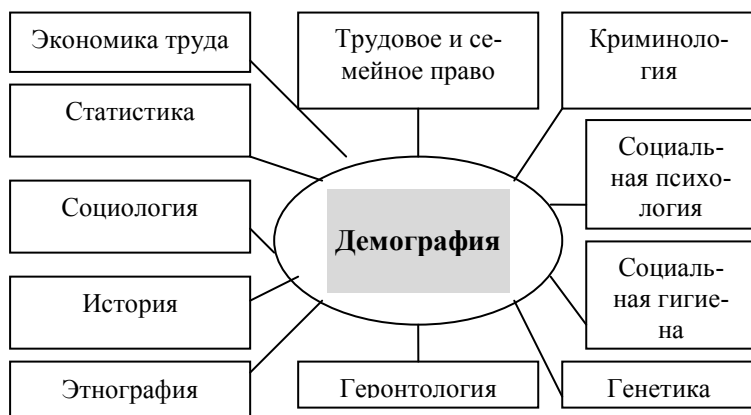 Экономика труда
Трудовое и се-
мейное право
Криминоло-
гия
Статистика
Социаль-
ная психо-
логия
Социология
Демография
Социаль-
ная гигие-
на
История
Этнография
Геронтология
Генетика